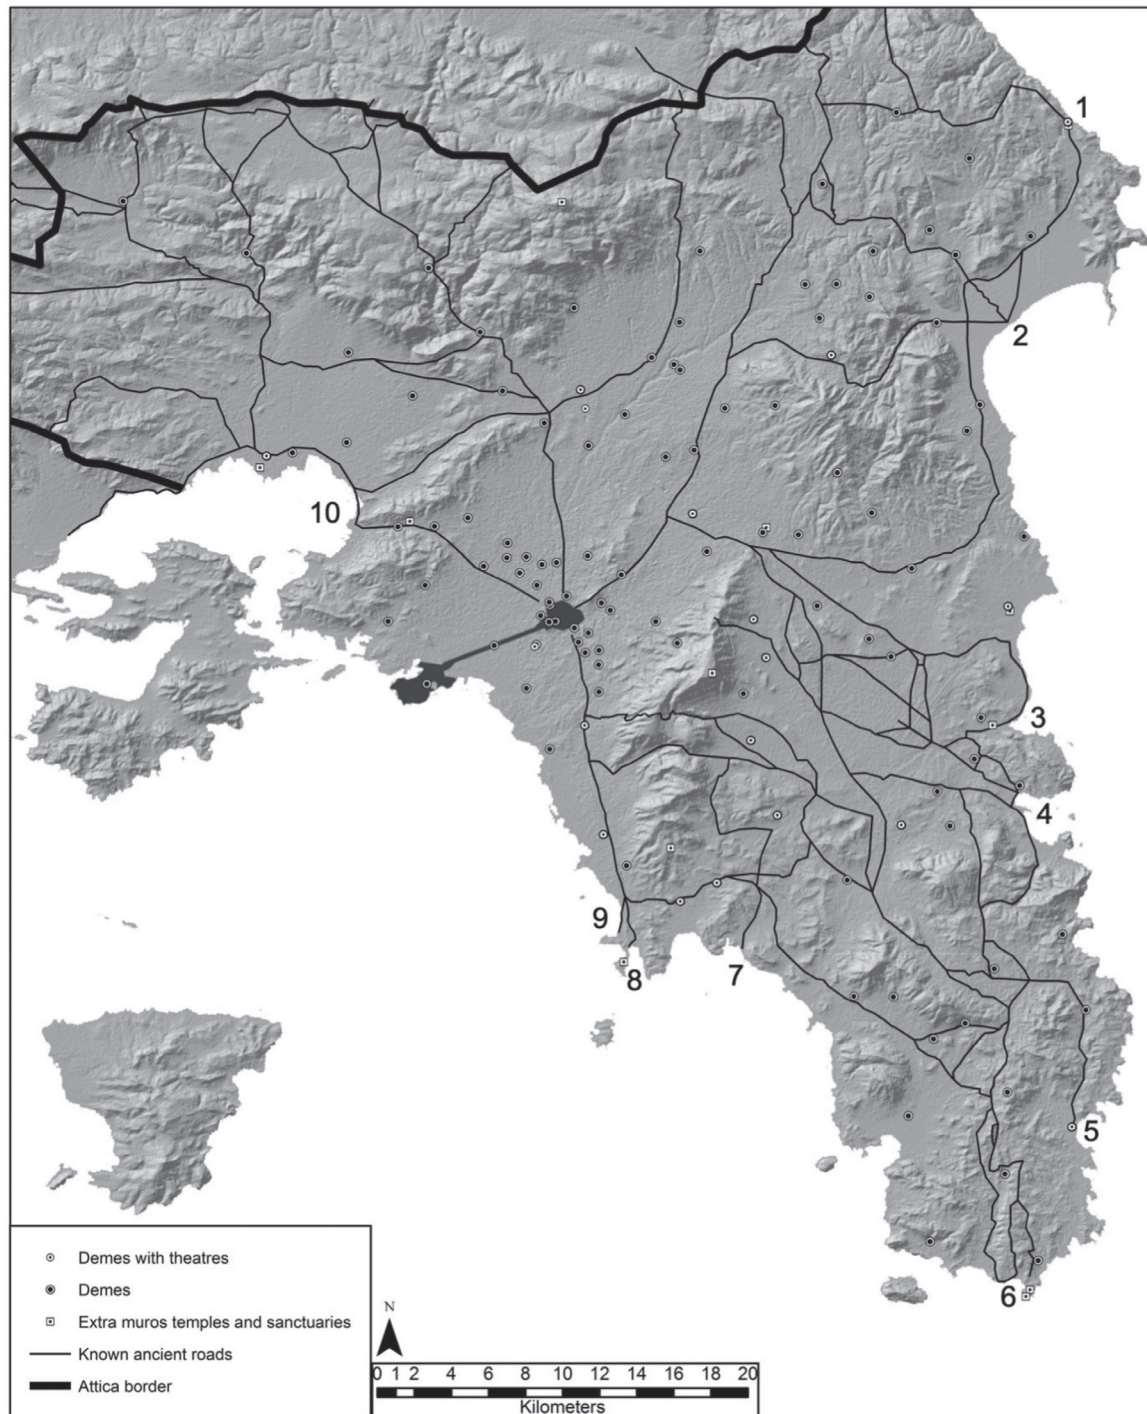 1
2
10
3
4
9
8
7
5
6
Demes with theatres
Demes
Extra muros temples and sanctuaries
Known ancient roads
Attica border
N
0 1 2 4 6 8 10 12 14 16 18 20
Kilometers